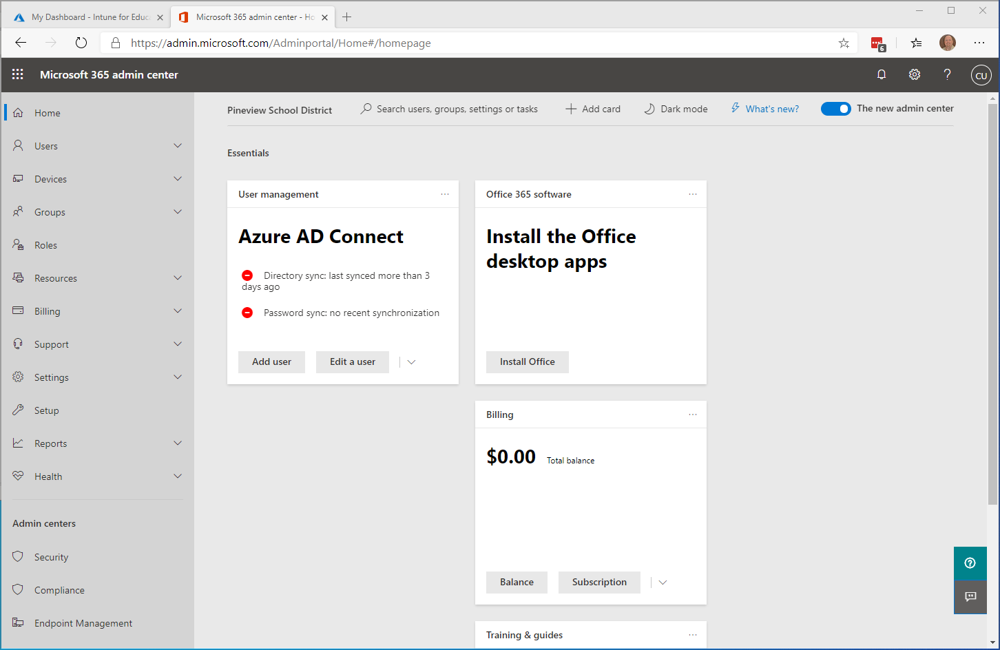 My Dashboard - Intune for Educ
Microsoft 365 admin center - Ho
https://admin.microsoft.com/Adminportal/Home#/homepage
6
Microsoft 365 admin center
?
CU
Home
Users
Devices
Groups
Roles
Resources
Billing
Support
Settings
Setup
Reports
Health
Admin centers
Security
Compliance
Endpoint Management
Pineview School District
Search users, groups, settings or tasks
Add card
Dark mode
What's new?
The new admin center
Essentials
User management
Azure AD Connect
Directory sync: last synced more than 3
days ago
Password sync: no recent synchronization
Add user
Edit a user
Office 365 software
Install the Office
desktop apps
Install Office
Billing
$0.00 Total balance
Balance
Subscription
Training & guides